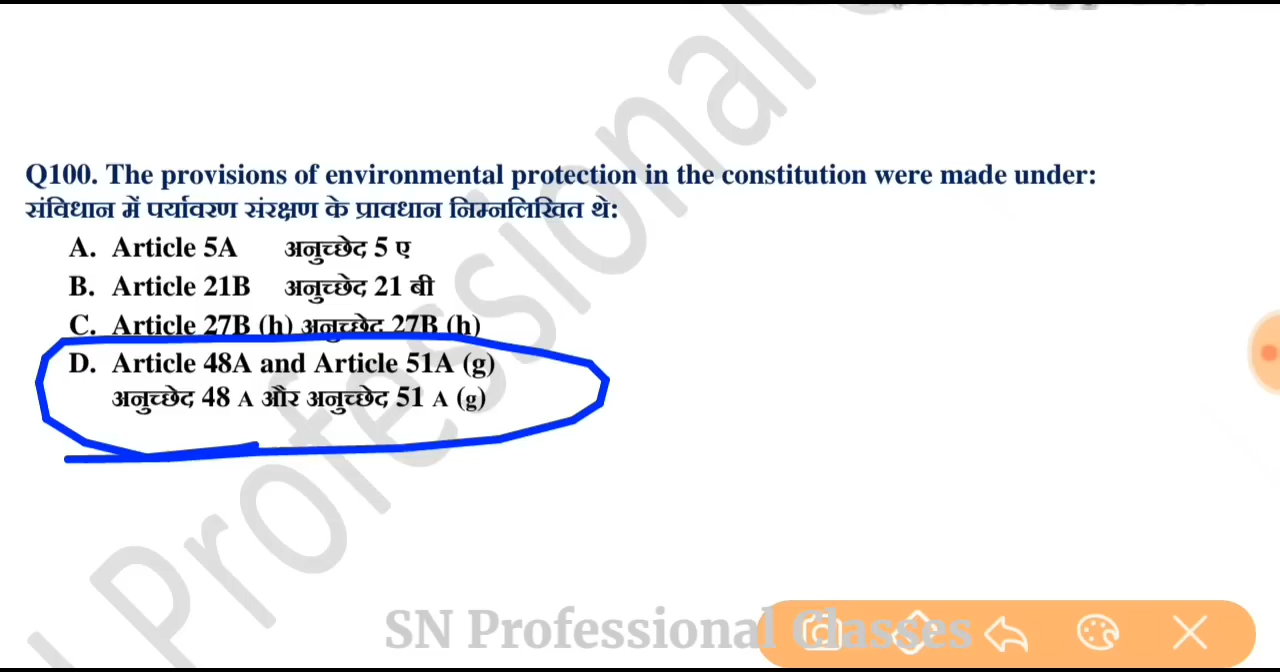 Q100. The provisions of environmental protection in the constitution were made under:
संविधान में पर्यावरण संरक्षण के प्रावधान निम्नलिखित थे:
A. Article 5A अनुच्छेद 5 ए
B. Article 21B अनुच्छेद 21 बी
C. Article 27B (h) अनुच्छेद 27B (h)
D. Article 48A and Article 51A (g)
अनुच्छेद 48 A और अनुच्छेद 51 A (g)
Professional
SN Professional Classes